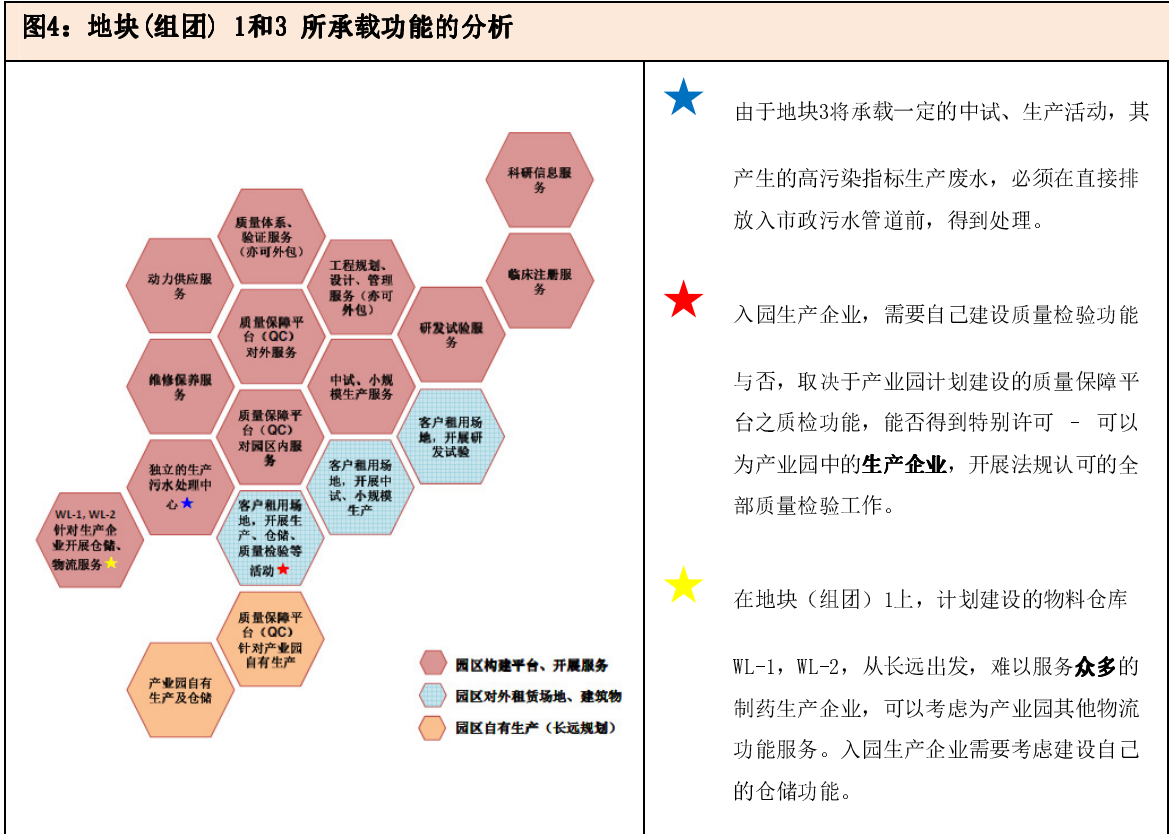 图4：地块(组团) 1和3 所承载功能的分析
科研信息服
务
质量体系、
验证服务
（亦可外包）
动力供应服
务
工程规划、
设计、管理
服务（亦可
外包）
临床注册服
务
质量保障平
台（QC）
对外服务
研发试验服
务
维修保养服
务
中试、小规
模生产服务
质量保障平
台（QC）
对园区内服
务
客户租用场
地，开展研
发试验
独立的生产
污水处理中
心
客户租用场
地，开展中
试、小规模
生产
WL-1, WL-2
针对生产企
业开展仓储、
物流服务
客户租用场
地，开展生
产、仓储、
质量检验等
活动
质量保障平
台（QC）
针对产业园
自有生产
产业园自有
生产及仓储
园区构建平台、开展服务
园区对外租赁场地、建筑物
园区自有生产（长远规划）
由于地块3将承载一定的中试、生产活动，其
产生的高污染指标生产废水，必须在直接排
放入市政污水管道前，得到处理。
入园生产企业，需要自己建设质量检验功能
与否，取决于产业园计划建设的质量保障平
台之质检功能，能否得到特别许可 – 可以
为产业园中的生产企业，开展法规认可的全
部质量检验工作。
在地块（组团）1上，计划建设的物料仓库
WL-1，WL-2，从长远出发，难以服务众多的
制药生产企业，可以考虑为产业园其他物流
功能服务。入园生产企业需要考虑建设自己
的仓储功能。